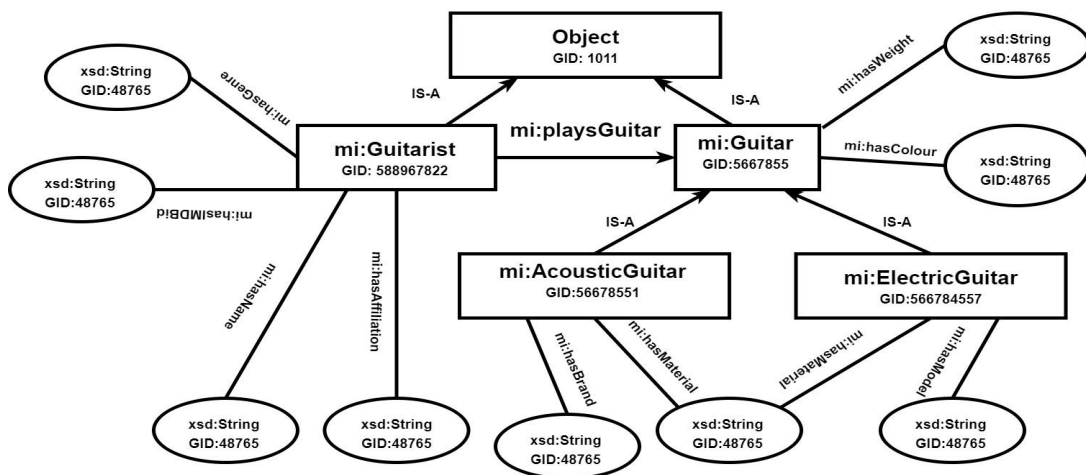 Object
GID: 1011
xsd:String
GID:48765
mi:hasGenre
IS-A
IS-A
mi:hasWeight
xsd:String
GID:48765
mi:Guitarist
GID: 588967822
mi:playsGuitar
mi:Guitar
GID:5667855
mi:hasColour
xsd:String
GID:48765
xsd:String
GID:48765
mi:hasIMDBid
mi:hasName
mi:hasAffiliation
IS-A
IS-A
mi:AcousticGuitar
GID:56678551
mi:ElectricGuitar
GID:566784557
mi:hasBrand
mi:hasMaterial
mi:hasMaterial
mi:hasModel
xsd:String
GID:48765
xsd:String
GID:48765
xsd:String
GID:48765
xsd:String
GID:48765
xsd:String
GID:48765